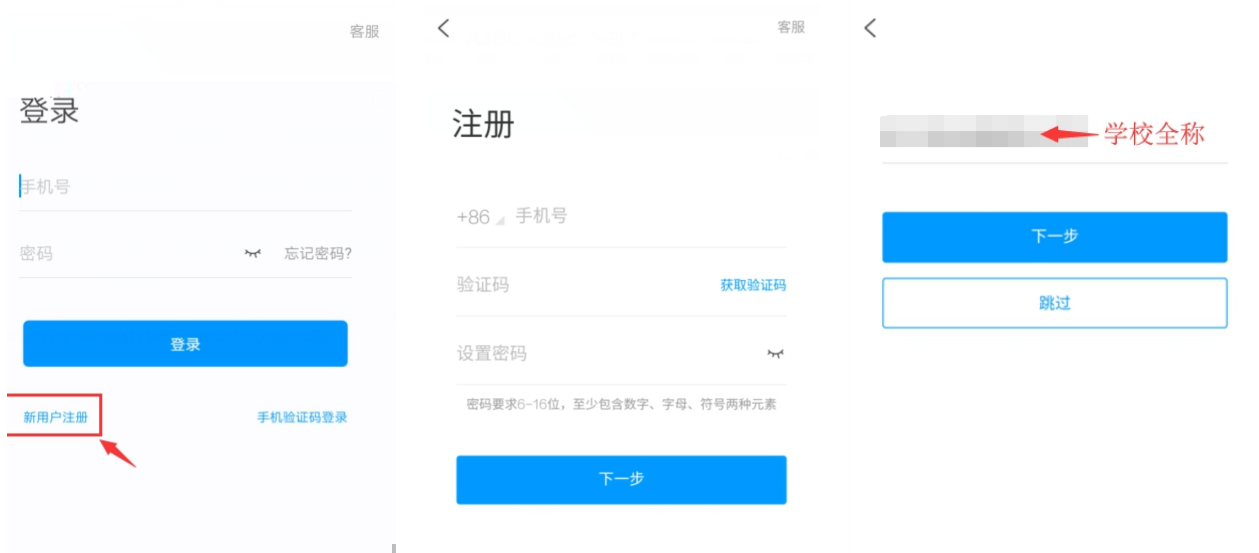 客服
登录
手机号
密码
忘记密码?
登录
新用户注册
手机验证码登录
客服
注册
+86 手机号
验证码
获取验证码
设置密码
密码要求6-16位，至少包含数字、字母、符号两种元素
下一步
学校全称
下一步
跳过